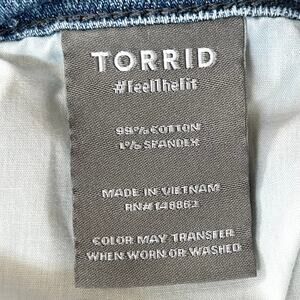 TORRID
#feelthefit
99% COTTON
1% SPANDEX
MADE IN VIETNAM
RN# 148862
COLOR MAY TRANSFER
WHEN WORN OR WASHED